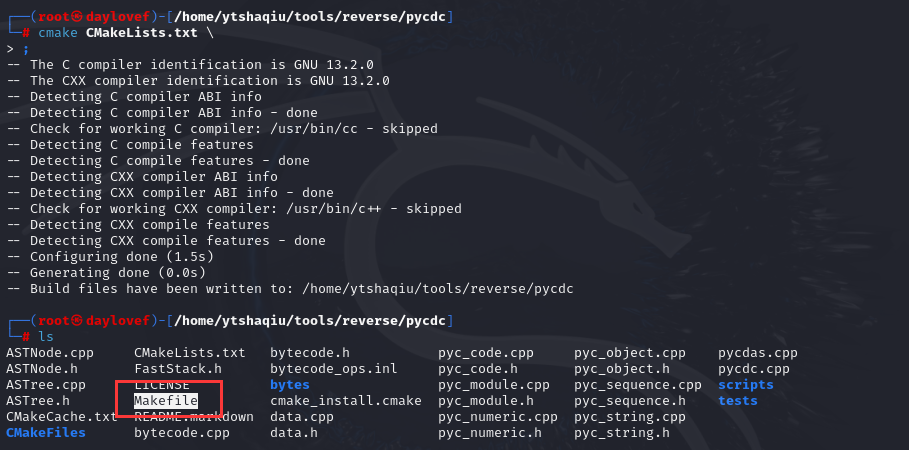 ┌──(root㉿daylovef)-[/home/ytshaqiu/tools/reverse/pycdc]
└─# cmake CMakeLists.txt \
> ;
-- The C compiler identification is GNU 13.2.0
-- The CXX compiler identification is GNU 13.2.0
-- Detecting C compiler ABI info
-- Detecting C compiler ABI info - done
-- Check for working C compiler: /usr/bin/cc - skipped
-- Detecting C compile features
-- Detecting C compile features - done
-- Detecting CXX compiler ABI info
-- Detecting CXX compiler ABI info - done
-- Check for working CXX compiler: /usr/bin/c++ - skipped
-- Detecting CXX compile features
-- Detecting CXX compile features - done
-- Configuring done (1.5s)
-- Generating done (0.0s)
-- Build files have been written to: /home/ytshaqiu/tools/reverse/pycdc
┌──(root㉿daylovef)-[/home/ytshaqiu/tools/reverse/pycdc]
└─# ls
ASTNode.cpp CMakeLists.txt bytecode.h pyc_code.cpp pyc_object.cpp pycdas.cpp
ASTNode.h FastStack.h bytecode_ops.inl pyc_code.h pyc_object.h pycdc.cpp
ASTree.cpp LICENSE bytes pyc_module.cpp pyc_sequence.cpp scripts
ASTree.h Makefile cmake_install.cmake pyc_module.h pyc_sequence.h tests
CMakeCache.txt README.markdown data.cpp pyc_numeric.cpp pyc_string.cpp
CMakeFiles bytecode.cpp data.h pyc_numeric.h pyc_string.h